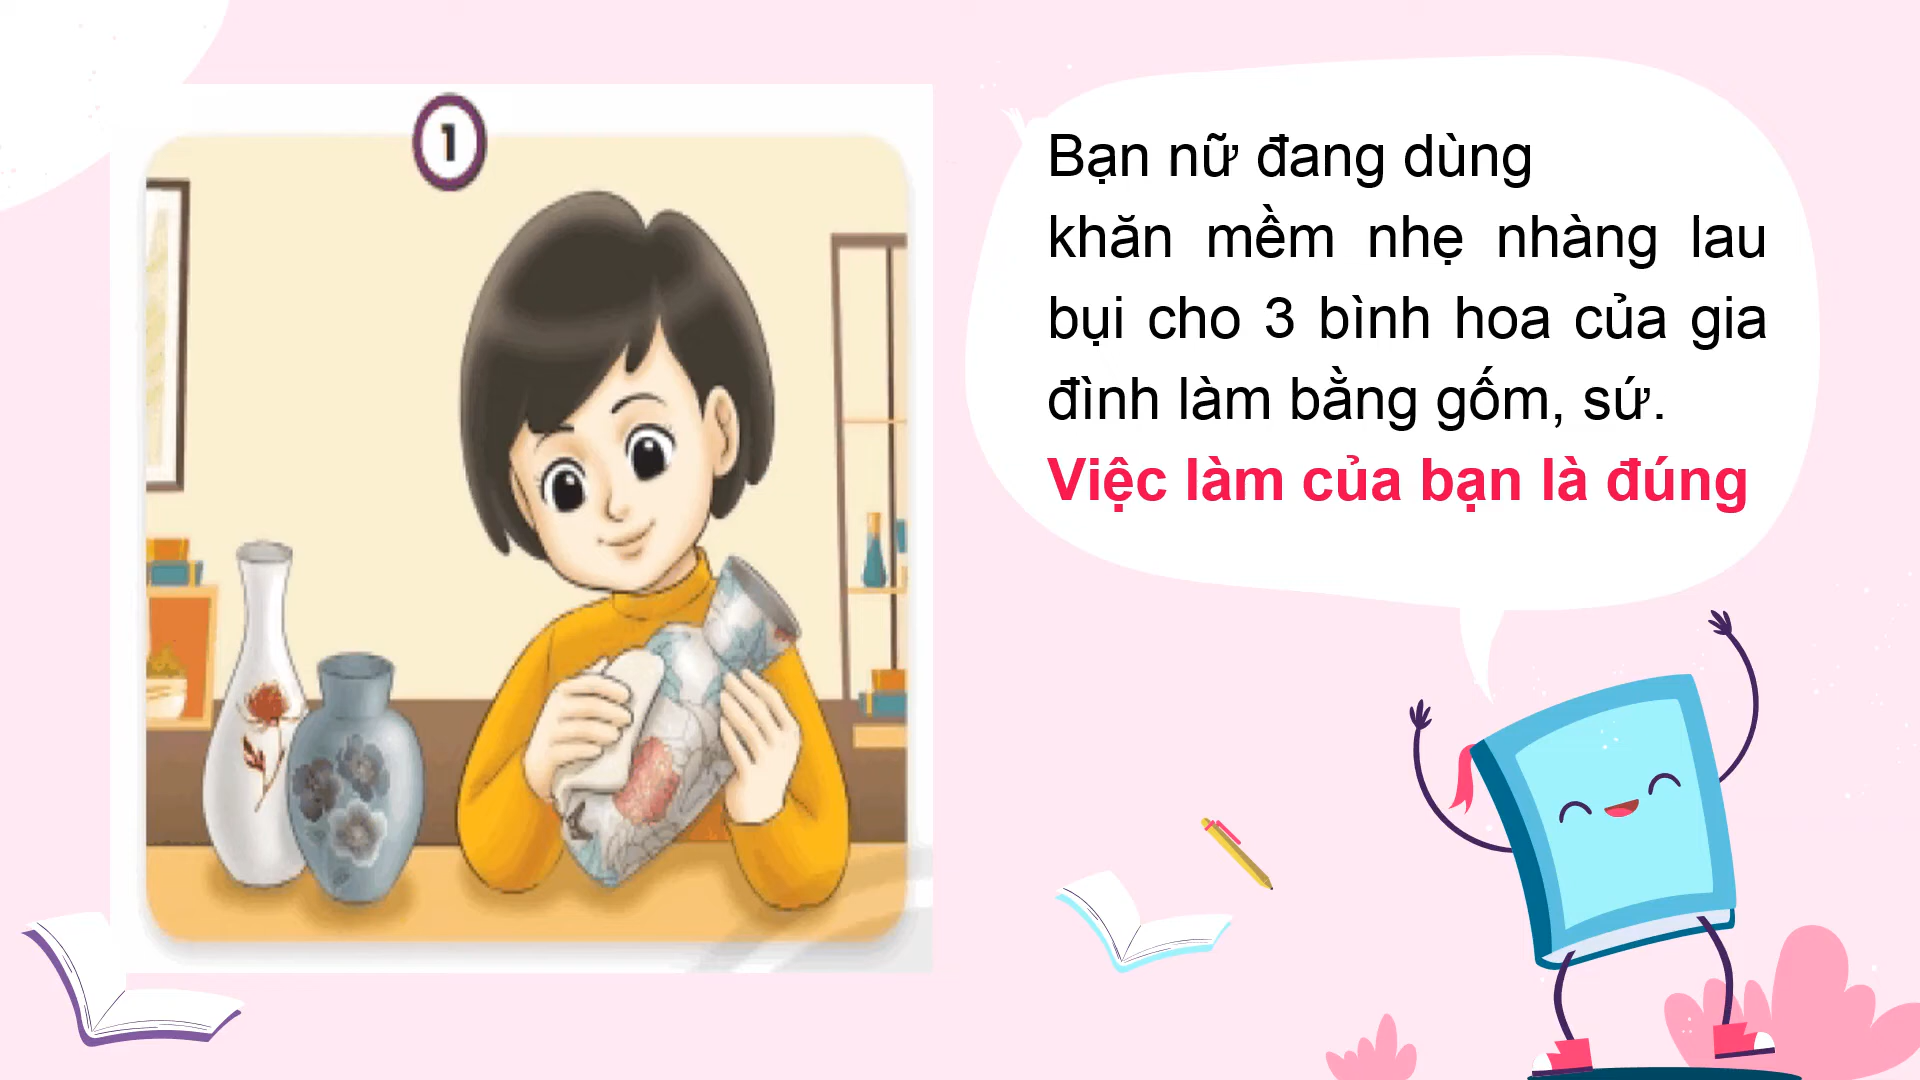 1
Bạn nữ đang dùng
khăn mềm nhẹ nhàng lau
bụi cho 3 bình hoa của gia
đình làm bằng gốm, sứ.
Việc làm của bạn là đúng